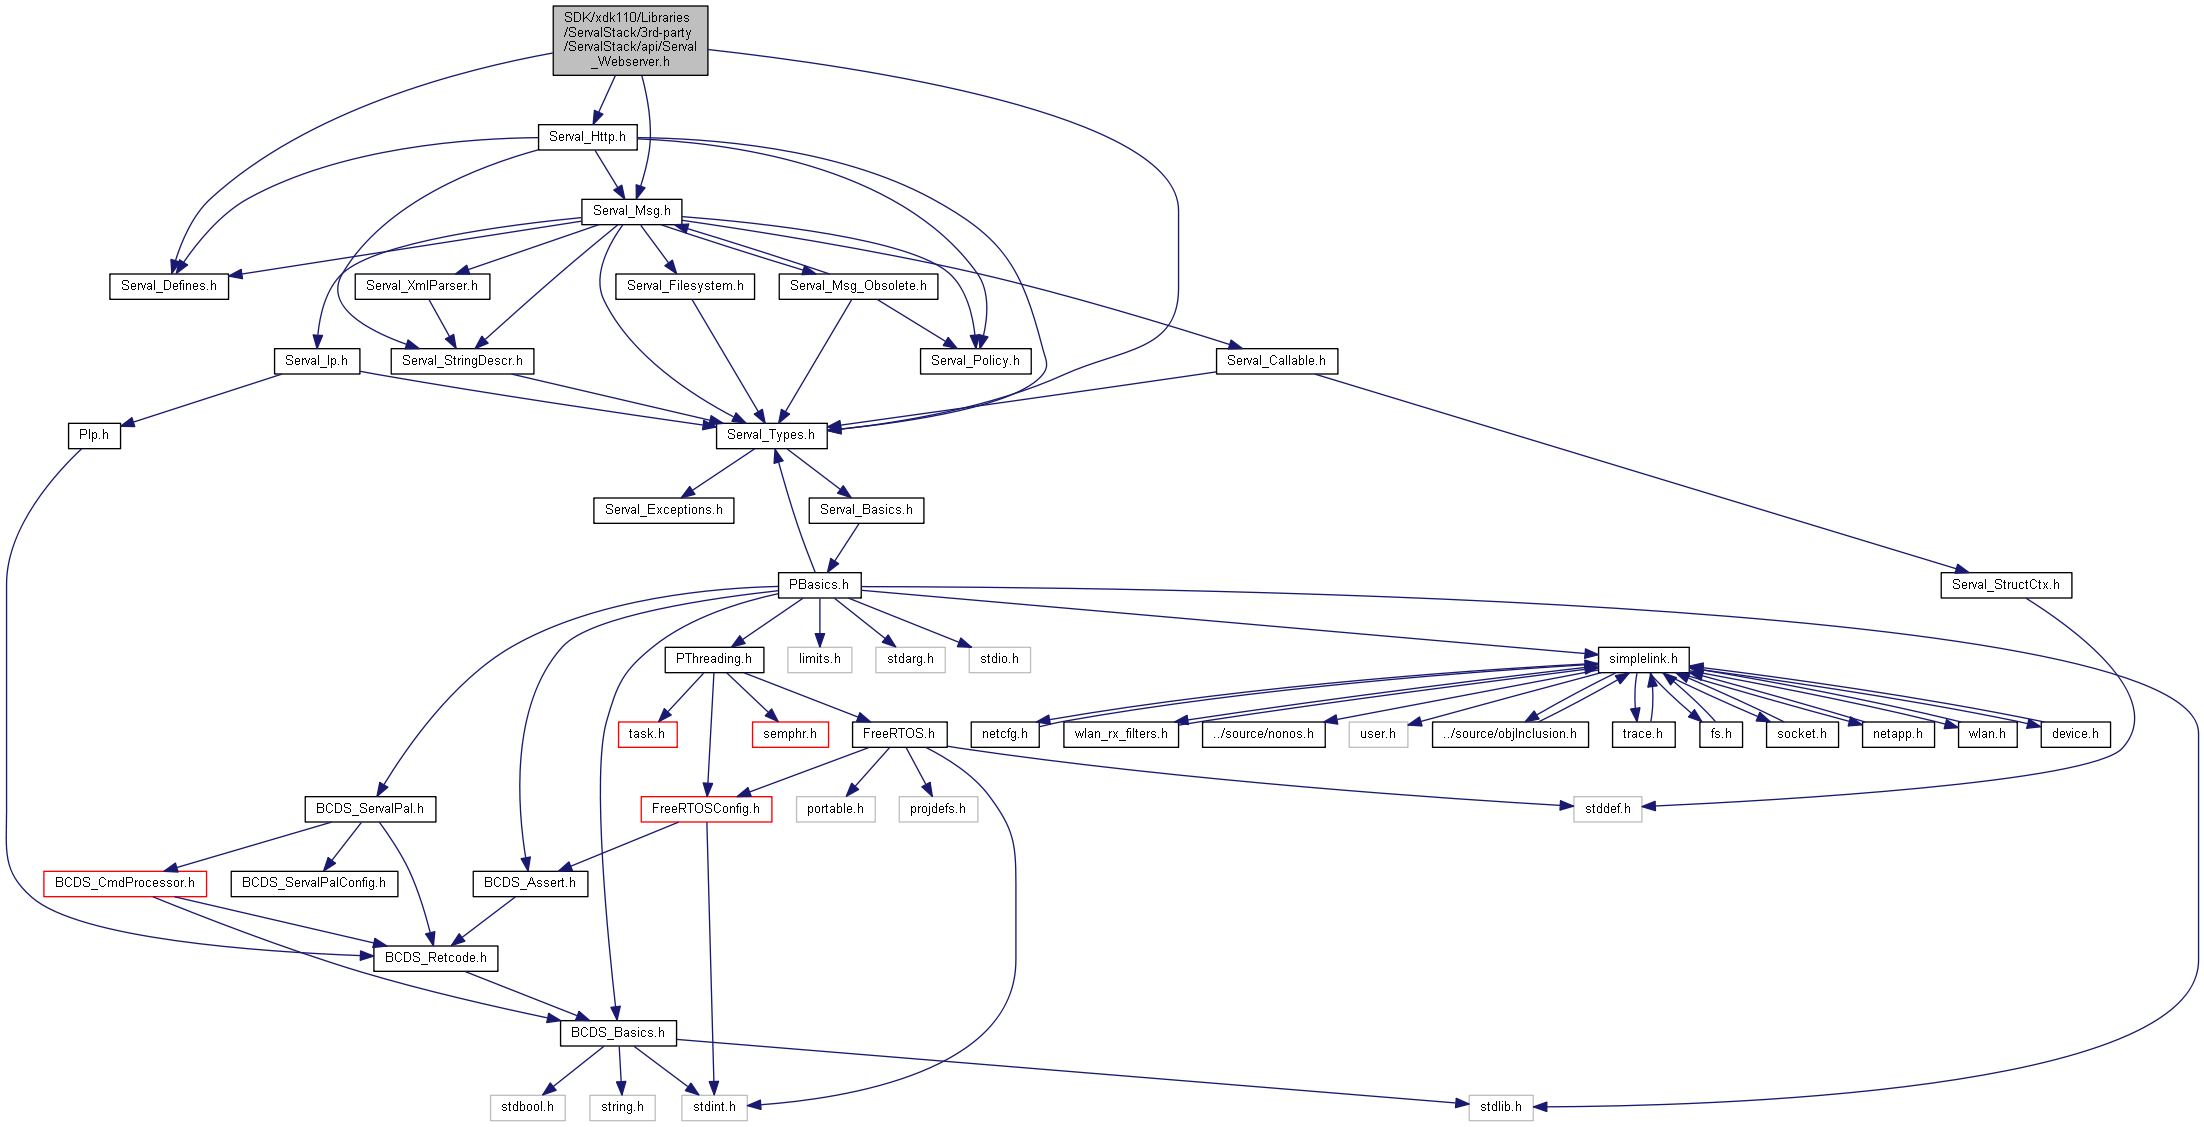 SDK/xdk110/Libraries
/ServalStack/3rd-party
/ServalStack/api/Serval
_Webserver.h
Serval_Http.h
Serval_Msg.h
Serval_Defines.h
Serval_XmlParser.h
Serval_Filesystem.h
Serval_Msg_Obsolete.h
Serval_Ip.h
Serval_StringDescr.h
Serval_Policy.h
Serval_Callable.h
PIp.h
Serval_Types.h
Serval_Exceptions.h
Serval_Basics.h
PBasics.h
Serval_StructCtx.h
PThreading.h
limits.h
stdarg.h
stdio.h
simplelink.h
task.h
semphr.h
FreeRTOS.h
netcfg.h
wlan_rx_filters.h
../source/nonos.h
user.h
../source/objInclusion.h
trace.h
fs.h
socket.h
netapp.h
wlan.h
device.h
BCDS_ServalPal.h
FreeRTOSConfig.h
portable.h
projdefs.h
stddef.h
BCDS_CmdProcessor.h
BCDS_ServalPalConfig.h
BCDS_Assert.h
BCDS_Retcode.h
BCDS_Basics.h
stdbool.h
string.h
stdint.h
stdlib.h